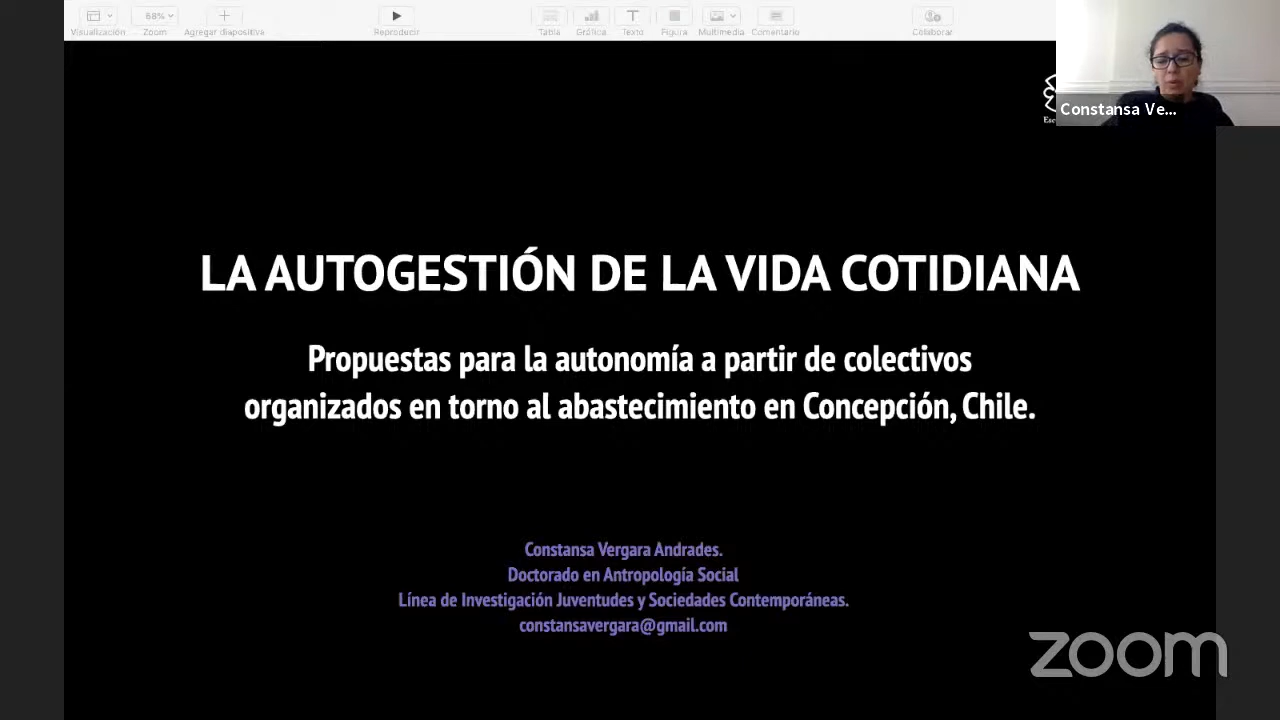 68%
Visualización Zoom Agregar diapositiva Reproducir Tabla Gráfica Texto Figura Multimedia Comentario Colaborar
Constansa Ve...
LA AUTOGESTIÓN DE LA VIDA COTIDIANA
Propuestas para la autonomía a partir de colectivos
organizados en torno al abastecimiento en Concepción, Chile.
Constansa Vergara Andrades.
Doctorado en Antropología Social
Línea de Investigación Juventudes y Sociedades Contemporáneas.
constansavergara@gmail.com
zoom